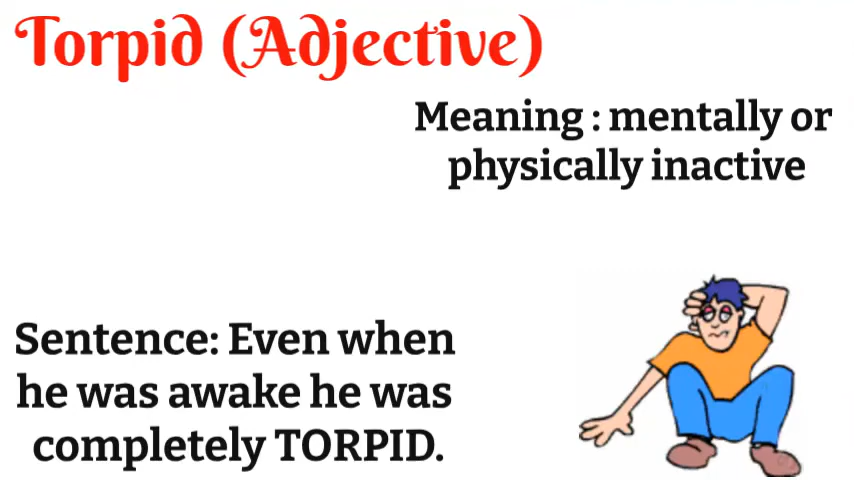 Torpid (Adjective)
Meaning : mentally or
physically inactive
Sentence: Even when
he was awake he was
completely TORPID.